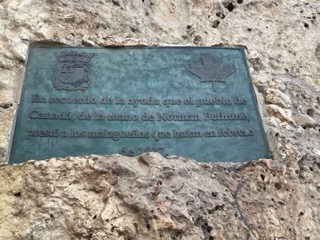 En recuerdo de la ayuda que el pueblo de
Canadá, de la mano de Norman Bethune,
prestó a los malagueños que huían en febrero
de